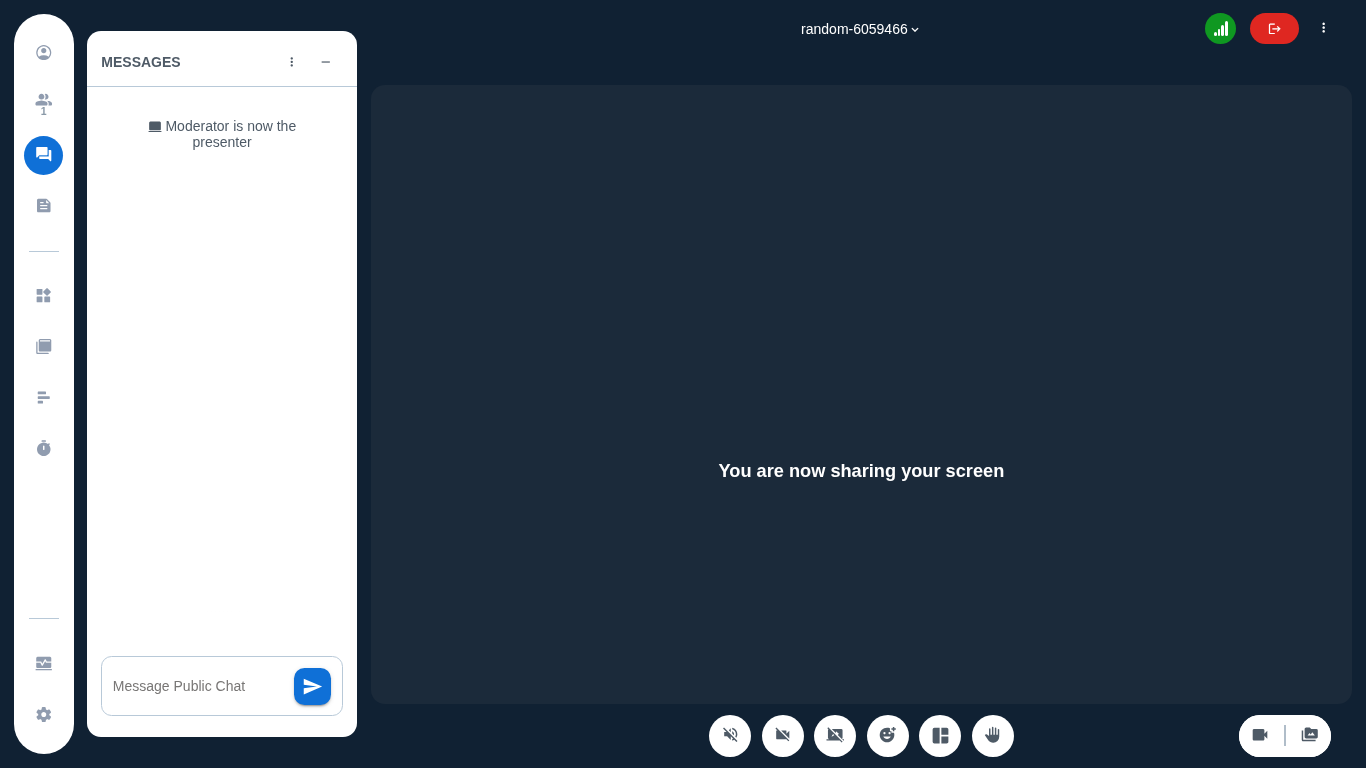 random-6059466
MESSAGES
1
Moderator is now the
presenter
You are now sharing your screen
Message Public Chat